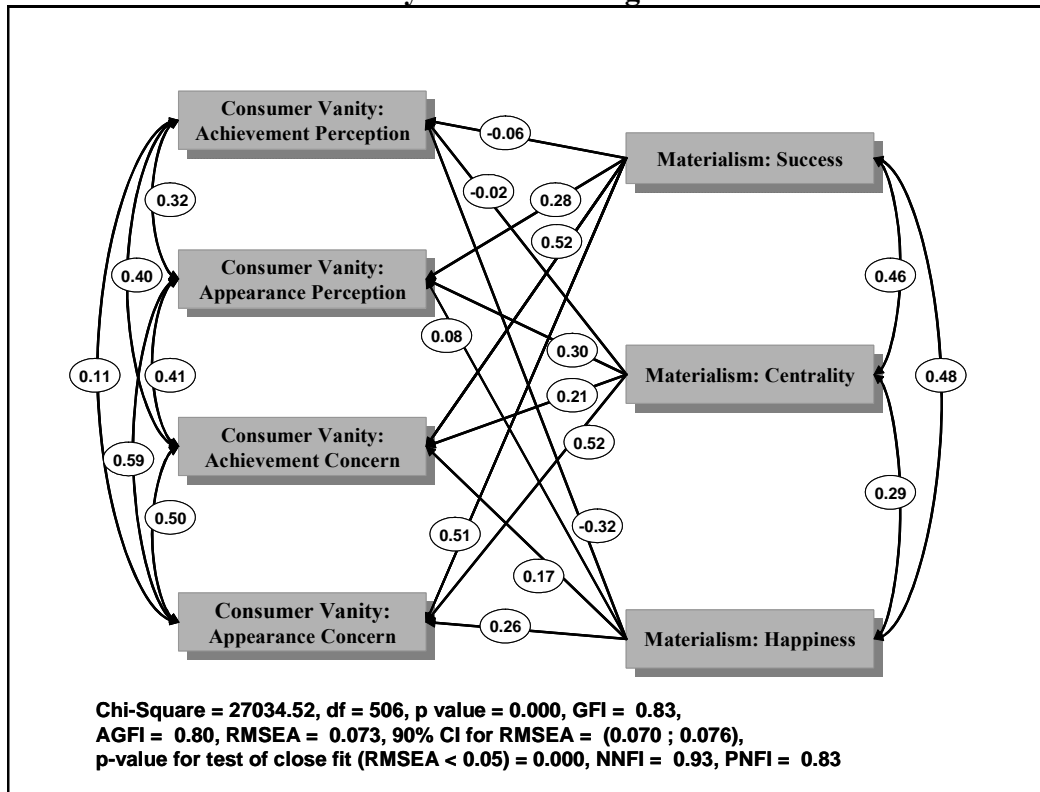 Consumer Vanity:
Achievement Perception
-0.06
Materialism: Success
-0.02
0.32
0.28
0.52
Consumer Vanity:
Appearance Perception
0.40
0.46
0.08
0.30
0.11
0.41
Materialism: Centrality
0.48
0.21
Consumer Vanity:
Achievement Concern
0.52
0.59
0.29
0.50
0.51
-0.32
0.17
Consumer Vanity:
Appearance Concern
0.26
Materialism: Happiness
Chi-Square = 27034.52, df = 506, p value = 0.000, GFI = 0.83,
AGFI = 0.80, RMSEA = 0.073, 90% CI for RMSEA = (0.070 ; 0.076),
p-value for test of close fit (RMSEA < 0.05) = 0.000, NNFI = 0.93, PNFI = 0.83